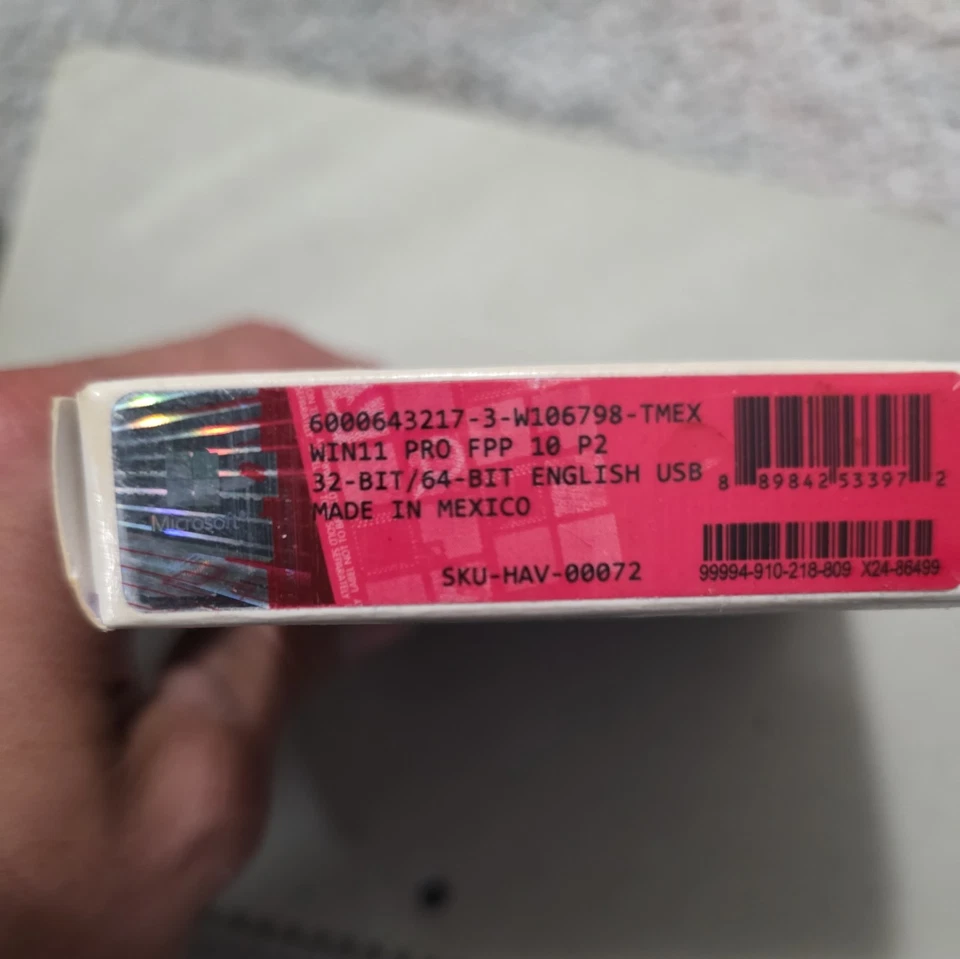 6000643217-3-W106798-TMEX
WIN11 PRO FPP 10 P2
32-BIT/64-BIT ENGLISH USB
MADE IN MEXICO
SKU-HAV-00072
8 89842 53397 2
99994-910-218-809 X24-86499
Microsoft